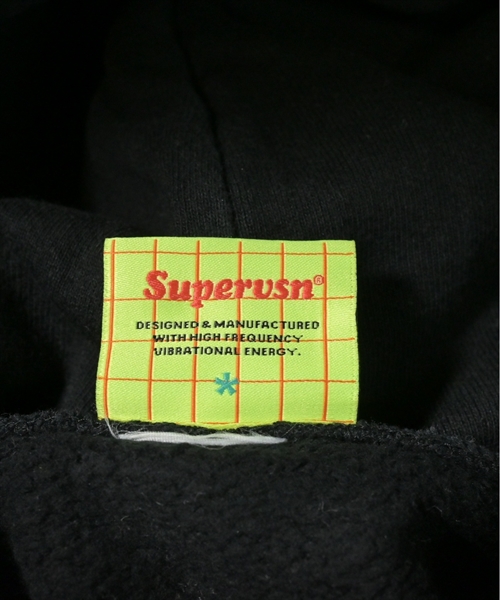 Supervsn®
DESIGNED & MANUFACTURED
WITH HIGH FREQUENCY
VIBRATIONAL ENERGY.